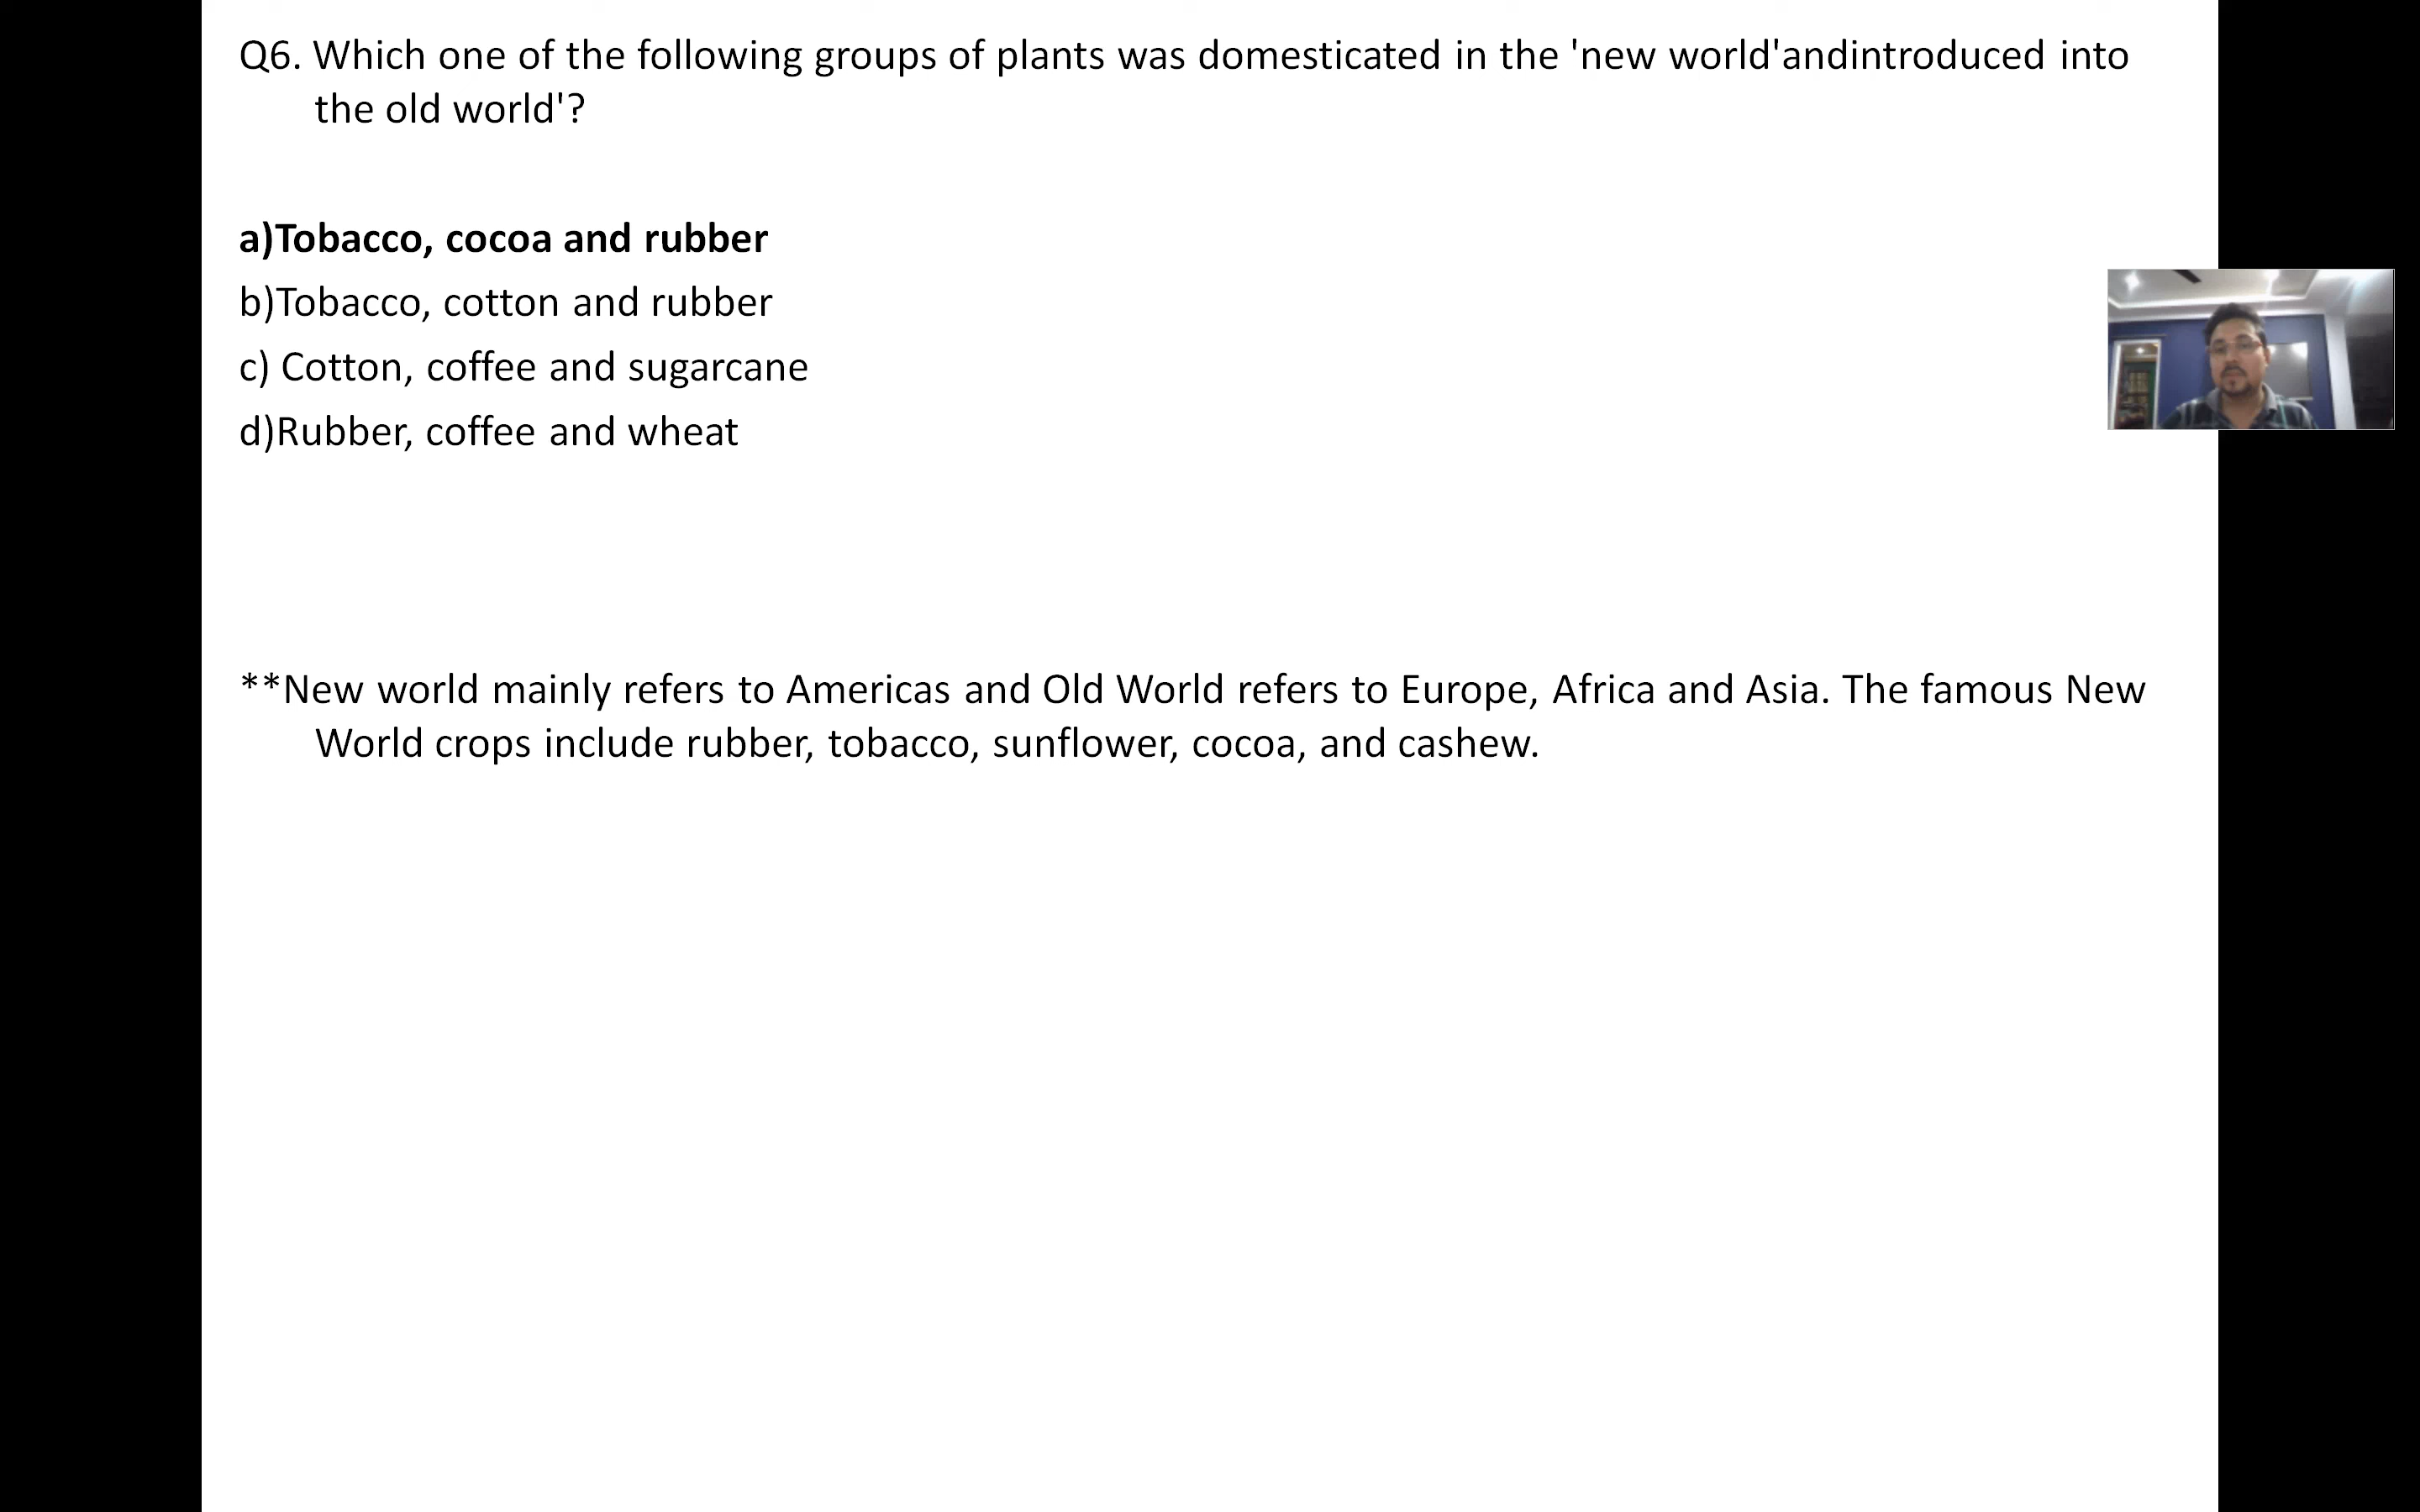 Q6. Which one of the following groups of plants was domesticated in the 'new world'andintroduced into
the old world'?
a)Tobacco, cocoa and rubber
b)Tobacco, cotton and rubber
c) Cotton, coffee and sugarcane
d)Rubber, coffee and wheat
**New world mainly refers to Americas and Old World refers to Europe, Africa and Asia. The famous New
World crops include rubber, tobacco, sunflower, cocoa, and cashew.